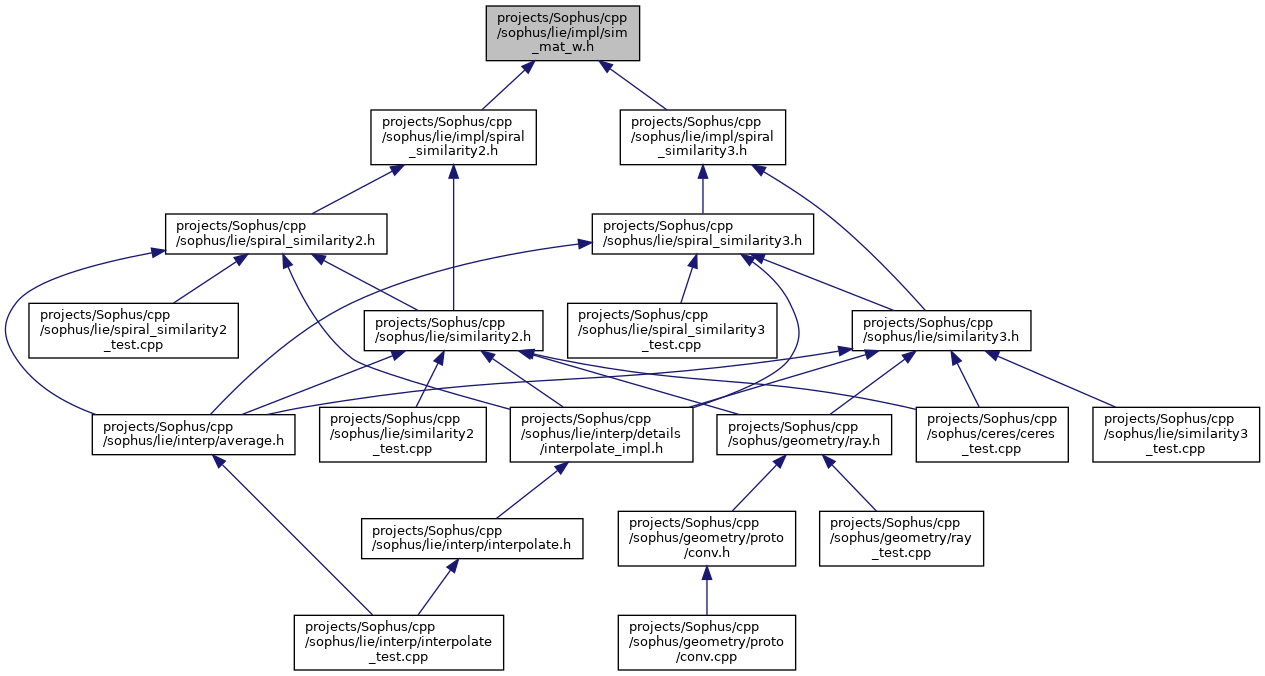 projects/Sophus/cpp
/sophus/lie/impl/sim
_mat_w.h
projects/Sophus/cpp
/sophus/lie/impl/spiral
_similarity2.h
projects/Sophus/cpp
/sophus/lie/impl/spiral
_similarity3.h
projects/Sophus/cpp
/sophus/lie/spiral_similarity2.h
projects/Sophus/cpp
/sophus/lie/spiral_similarity3.h
projects/Sophus/cpp
/sophus/lie/spiral_similarity2
_test.cpp
projects/Sophus/cpp
/sophus/lie/similarity2.h
projects/Sophus/cpp
/sophus/lie/spiral_similarity3
_test.cpp
projects/Sophus/cpp
/sophus/lie/similarity3.h
projects/Sophus/cpp
/sophus/lie/interp/average.h
projects/Sophus/cpp
/sophus/lie/similarity2
_test.cpp
projects/Sophus/cpp
/sophus/lie/interp/details
/interpolate_impl.h
projects/Sophus/cpp
/sophus/geometry/ray.h
projects/Sophus/cpp
/sophus/ceres/ceres
_test.cpp
projects/Sophus/cpp
/sophus/lie/similarity3
_test.cpp
projects/Sophus/cpp
/sophus/lie/interp/interpolate.h
projects/Sophus/cpp
/sophus/geometry/proto
/conv.h
projects/Sophus/cpp
/sophus/geometry/ray
_test.cpp
projects/Sophus/cpp
/sophus/lie/interp/interpolate
_test.cpp
projects/Sophus/cpp
/sophus/geometry/proto
/conv.cpp